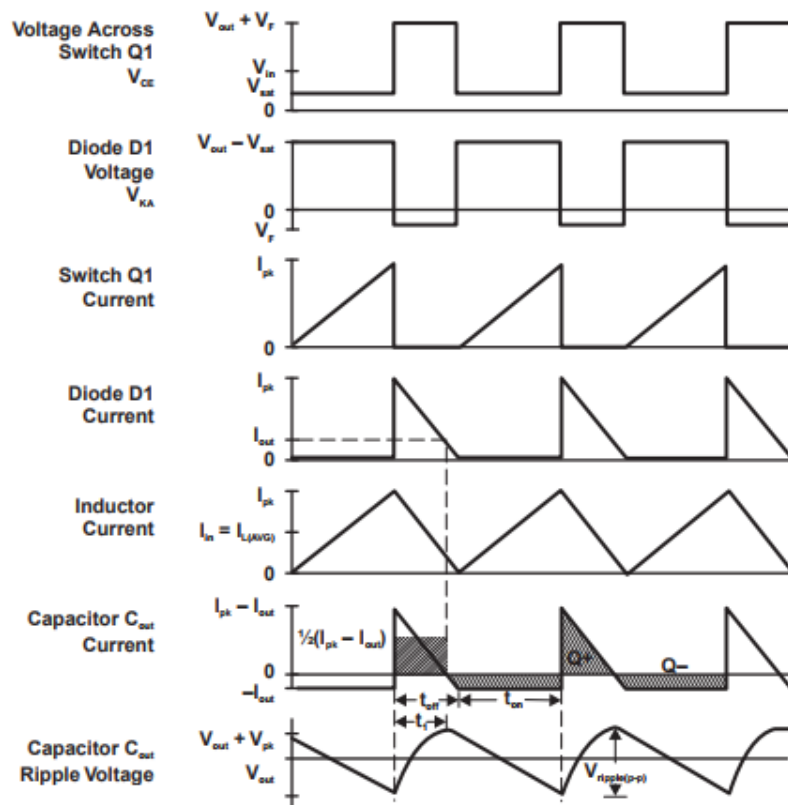 Voltage Across
Switch Q1
V_CE
V_out + V_F
V_in
V_sat
0
Diode D1
Voltage
V_KA
V_out – V_sat
0
V_F
Switch Q1
Current
I_pk
0
Diode D1
Current
I_pk
I_out
0
Inductor
Current
I_pk
I_in = I_L(AVG)
0
Capacitor C_out
Current
I_pk – I_out
½(I_pk – I_out)
0
–I_out
Q+
Q–
t_off
t_on
t_1
Capacitor C_out
Ripple Voltage
V_out + V_pk
V_out
V_ripple(p-p)